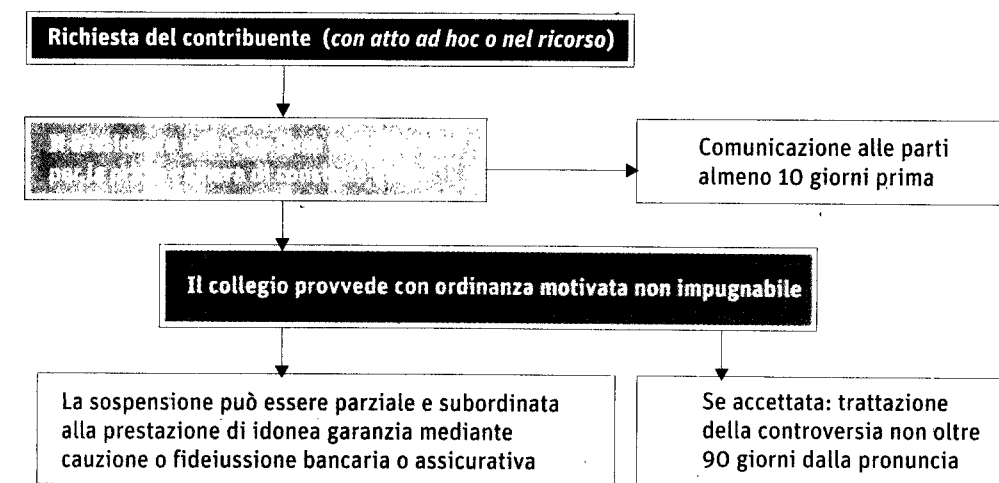 Richiesta del contribuente (con atto ad hoc o nel ricorso)
Comunicazione alle parti
almeno 10 giorni prima
Il collegio provvede con ordinanza motivata non impugnabile
La sospensione può essere parziale e subordinata
alla prestazione di idonea garanzia mediante
cauzione o fideiussione bancaria o assicurativa
Se accettata: trattazione
della controversia non oltre
90 giorni dalla pronuncia